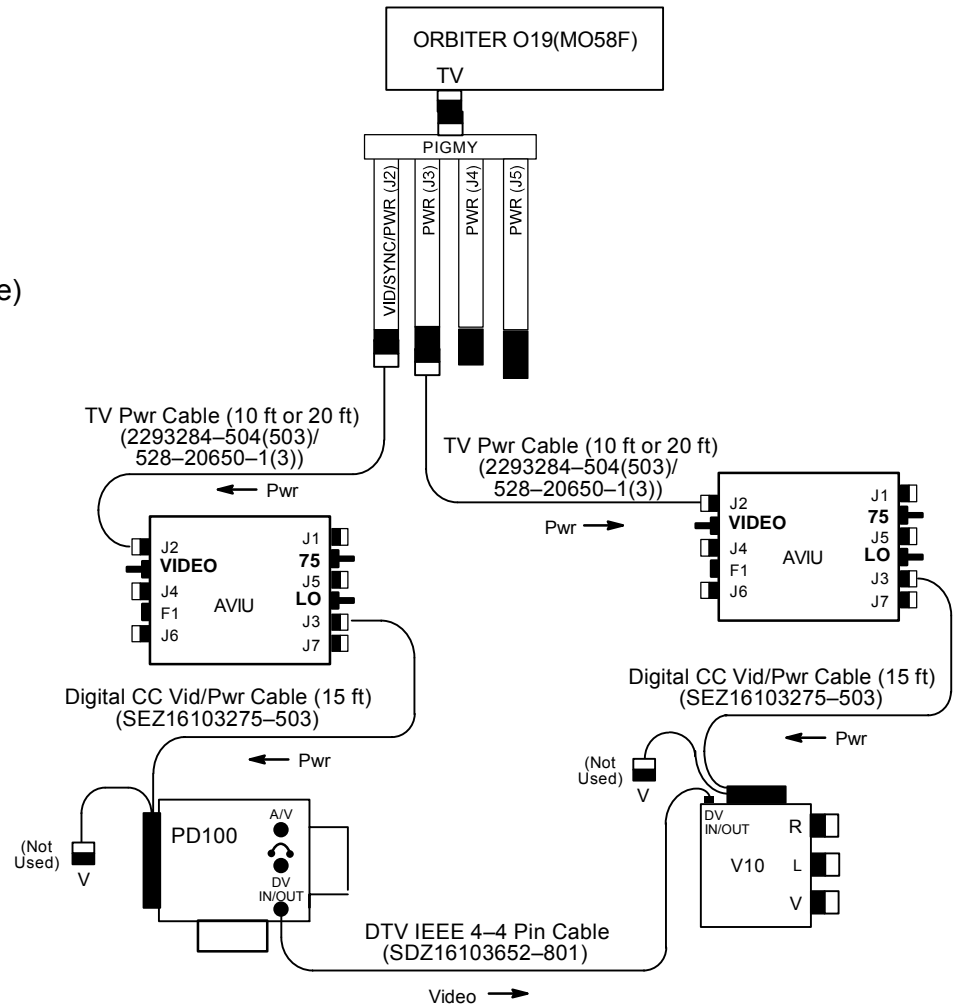 ORBITER O19(MO58F)
TV
PIGMY
VID/SYNC/PWR (J2)
PWR (J3)
PWR (J4)
PWR (J5)
e)
TV Pwr Cable (10 ft or 20 ft)
(2293284–504(503)/
528–20650–1(3))
Pwr
TV Pwr Cable (10 ft or 20 ft)
(2293284–504(503)/
528–20650–1(3))
Pwr
J2
VIDEO
J4
F1
J6
AVIU
J1
75
J5
LO
J3
J7
J2
VIDEO
J4
F1
J6
AVIU
J1
75
J5
LO
J3
J7
Digital CC Vid/Pwr Cable (15 ft)
(SEZ16103275–503)
Pwr
Digital CC Vid/Pwr Cable (15 ft)
(SEZ16103275–503)
Pwr
(Not
Used)
V
PD100
A/V
DV
IN/OUT
(Not
Used)
V
DV
IN/OUT
V10
R
L
V
DTV IEEE 4–4 Pin Cable
(SDZ16103652–801)
Video